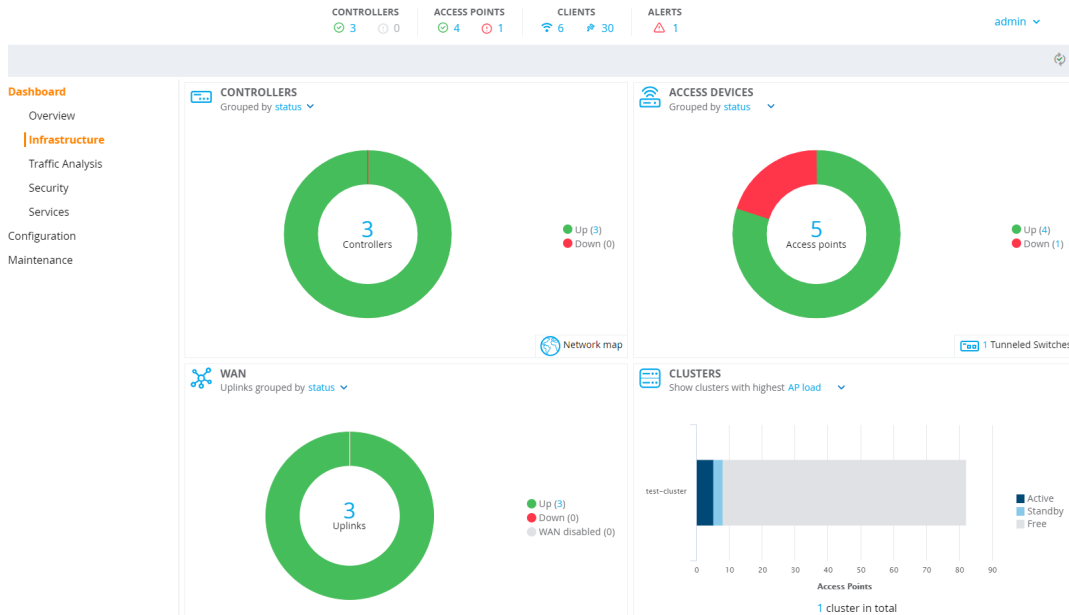 CONTROLLERS ACCESS POINTS CLIENTS ALERTS
3 0 4 1 6 30 1
admin
Dashboard
Overview
Infrastructure
Traffic Analysis
Security
Services
Configuration
Maintenance
CONTROLLERS
Grouped by status
3
Controllers
Up (3)
Down (0)
Network map
ACCESS DEVICES
Grouped by status
5
Access points
Up (4)
Down (1)
1 Tunneled Switches
WAN
Uplinks grouped by status
3
Uplinks
Up (3)
Down (0)
WAN disabled (0)
CLUSTERS
Show clusters with highest AP load
test-cluster
Active
Standby
Free
0 10 20 30 40 50 60 70 80 90
Access Points
1 cluster in total